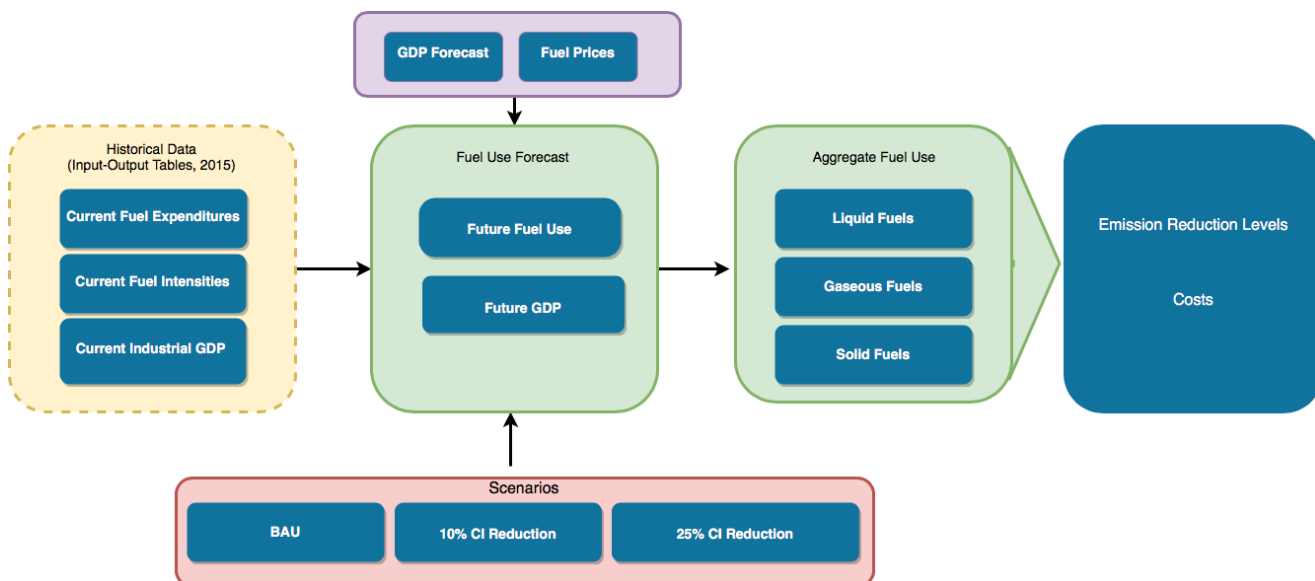 GDP Forecast
Fuel Prices
Historical Data
(Input-Output Tables, 2015)
Current Fuel Expenditures
Current Fuel Intensities
Current Industrial GDP
Fuel Use Forecast
Future Fuel Use
Future GDP
Aggregate Fuel Use
Liquid Fuels
Gaseous Fuels
Solid Fuels
Emission Reduction Levels
Costs
Scenarios
BAU
10% CI Reduction
25% CI Reduction